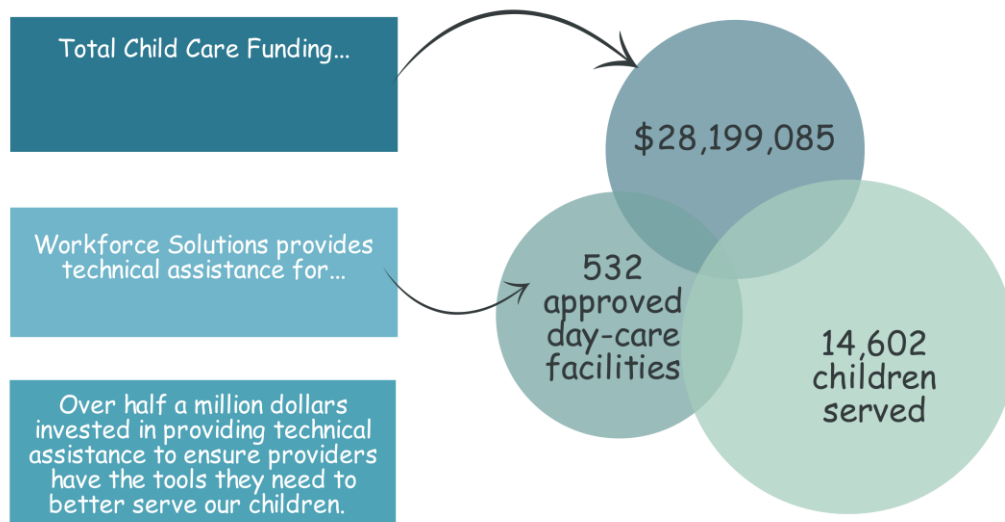 Total Child Care Funding...
$28,199,085
Workforce Solutions provides
technical assistance for...
532
approved
day-care
facilities
14,602
children
served
Over half a million dollars
invested in providing technical
assistance to ensure providers
have the tools they need to
better serve our children.